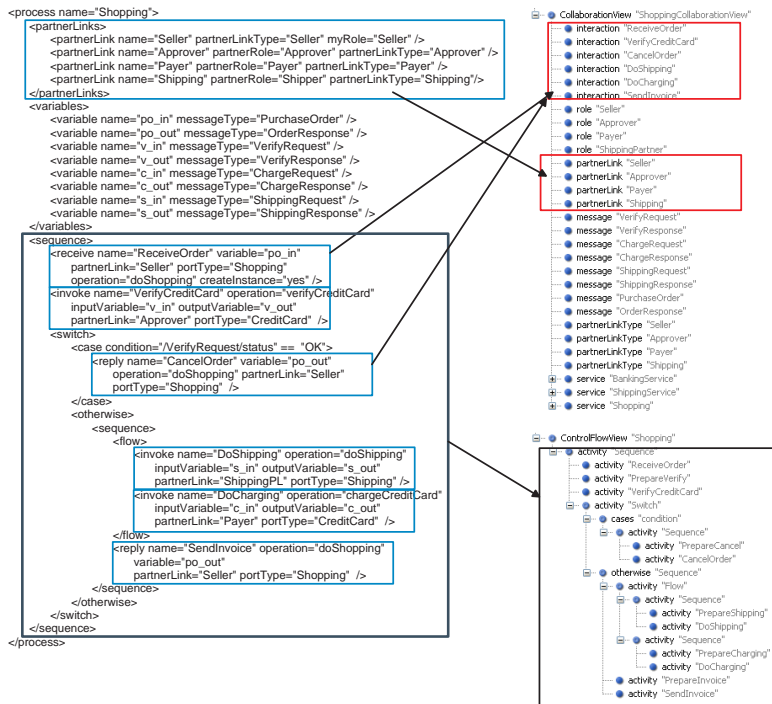 <process name="Shopping">
<partnerLinks>
<partnerLink name="Seller" partnerLinkType="Seller" myRole="Seller" />
<partnerLink name="Approver" partnerRole="Approver" partnerLinkType="Approver" />
<partnerLink name="Payer" partnerRole="Payer" partnerLinkType="Payer" />
<partnerLink name="Shipping" partnerRole="Shipper" partnerLinkType="Shipping"/>
</partnerLinks>
<variables>
<variable name="po_in" messageType="PurchaseOrder" />
<variable name="po_out" messageType="OrderResponse" />
<variable name="v_in" messageType="VerifyRequest" />
<variable name="v_out" messageType="VerifyResponse" />
<variable name="c_in" messageType="ChargeRequest" />
<variable name="c_out" messageType="ChargeResponse" />
<variable name="s_in" messageType="ShippingRequest" />
<variable name="s_out" messageType="ShippingResponse" />
</variables>
<sequence>
<receive name="ReceiveOrder" variable="po_in"
partnerLink="Seller" portType="Shopping"
operation="doShopping" createInstance="yes" />
<invoke name="VerifyCreditCard" operation="verifyCreditCard"
inputVariable="v_in" outputVariable="v_out"
partnerLink="Approver" portType="CreditCard" />
<switch>
<case condition="/VerifyRequest/status" == "OK">
<reply name="CancelOrder" variable="po_out"
operation="doShopping" partnerLink="Seller"
portType="Shopping" />
</case>
<otherwise>
<sequence>
<flow>
<invoke name="DoShipping" operation="doShipping"
inputVariable="s_in" outputVariable="s_out"
partnerLink="ShippingPL" portType="Shipping" />
<invoke name="DoCharging" operation="chargeCreditCard"
inputVariable="c_in" outputVariable="c_out"
partnerLink="Payer" portType="CreditCard" />
</flow>
<reply name="SendInvoice" operation="doShopping"
variable="po_out"
partnerLink="Seller" portType="Shopping" />
</sequence>
</otherwise>
</switch>
</sequence>
</process>
CollaborationView "ShoppingCollaborationView"
interaction "ReceiveOrder"
interaction "VerifyCreditCard"
interaction "CancelOrder"
interaction "DoShipping"
interaction "DoCharging"
interaction "SendInvoice"
role "Seller"
role "Approver"
role "Payer"
role "ShippingPartner"
partnerLink "Seller"
partnerLink "Approver"
partnerLink "Payer"
partnerLink "Shipping"
message "VerifyRequest"
message "VerifyResponse"
message "ChargeRequest"
message "ChargeResponse"
message "ShippingRequest"
message "ShippingResponse"
message "PurchaseOrder"
message "OrderResponse"
partnerLinkType "Seller"
partnerLinkType "Approver"
partnerLinkType "Payer"
partnerLinkType "Shipping"
service "BankingService"
service "ShippingService"
service "Shopping"
ControlFlowView "Shopping"
activity "Sequence"
activity "ReceiveOrder"
activity "PrepareVerify"
activity "VerifyCreditCard"
activity "Switch"
cases "condition"
activity "Sequence"
activity "PrepareCancel"
activity "CancelOrder"
otherwise "Sequence"
activity "Flow"
activity "Sequence"
activity "PrepareShipping"
activity "DoShipping"
activity "Sequence"
activity "PrepareCharging"
activity "DoCharging"
activity "PrepareInvoice"
activity "SendInvoice"